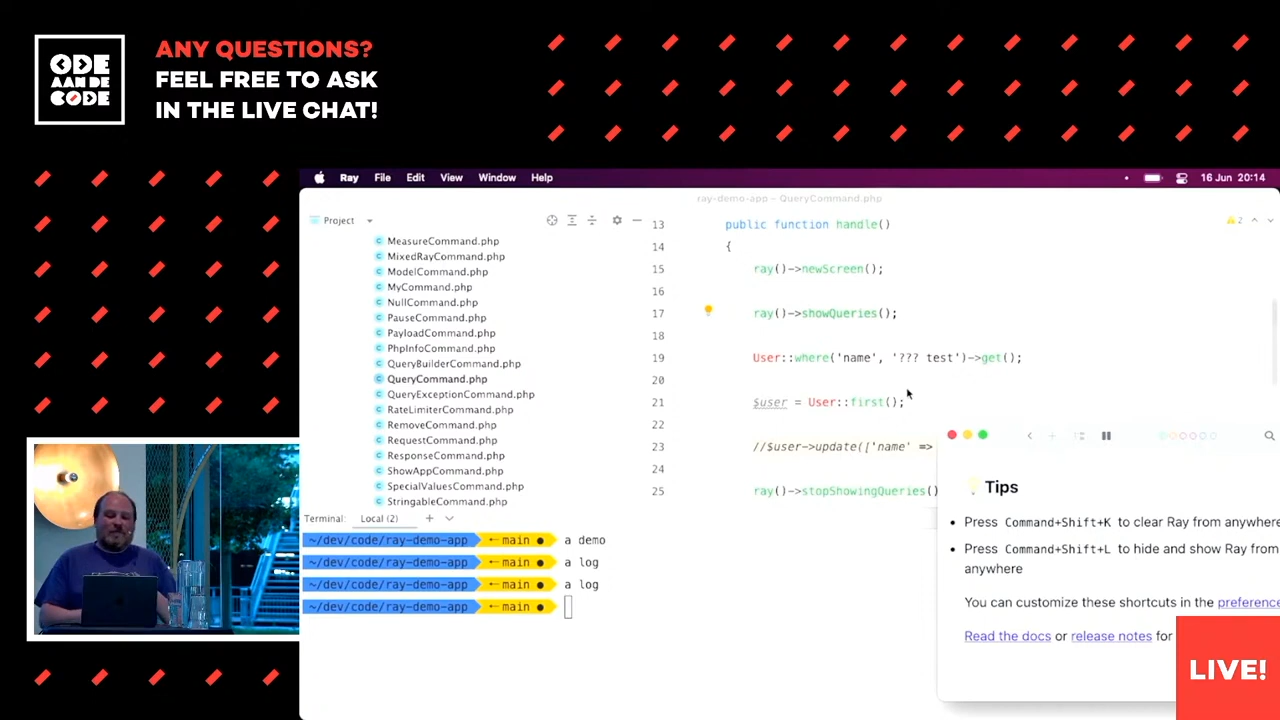 ODE
AAN DE
CODE
ANY QUESTIONS?
FEEL FREE TO ASK
IN THE LIVE CHAT!
Ray File Edit View Window Help
16 Jun 20:14
ray-demo-app – QueryCommand.php
Project
MeasureCommand.php
MixedRayCommand.php
ModelCommand.php
MyCommand.php
NullCommand.php
PauseCommand.php
PayloadCommand.php
PhpInfoCommand.php
QueryBuilderCommand.php
QueryCommand.php
QueryExceptionCommand.php
RateLimiterCommand.php
RemoveCommand.php
RequestCommand.php
ResponseCommand.php
ShowAppCommand.php
SpecialValuesCommand.php
StringableCommand.php
13 public function handle()
14 {
15 ray()->newScreen();
16
17 ray()->showQueries();
18
19 User::where('name', '??? test')->get();
20
21 $user = User::first();
22
23 //$user->update(['name' =>
24
25 ray()->stopShowingQueries()
2
Terminal: Local (2)
~/dev/code/ray-demo-app main a demo
~/dev/code/ray-demo-app main a log
~/dev/code/ray-demo-app main a log
~/dev/code/ray-demo-app main
Tips
Press Command+Shift+K to clear Ray from anywhere
Press Command+Shift+L to hide and show Ray from
anywhere
You can customize these shortcuts in the preference
Read the docs or release notes for
LIVE!